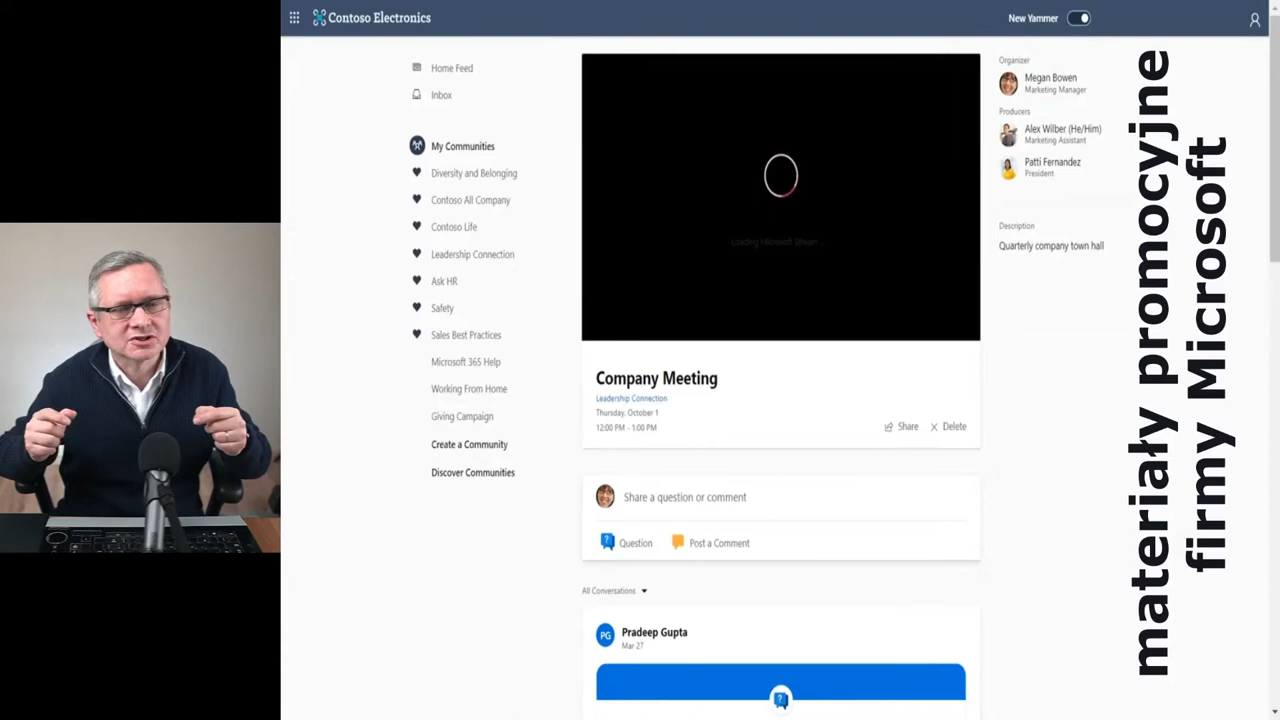 Contoso Electronics
New Yammer
Home Feed
Inbox
My Communities
Diversity and Belonging
Contoso All Company
Contoso Life
Leadership Connection
Ask HR
Safety
Sales Best Practices
Microsoft 365 Help
Working From Home
Giving Campaign
Create a Community
Discover Communities
Loading Microsoft Stream...
Company Meeting
Leadership Connection
Thursday, October 1
12:00 PM - 1:00 PM
Share
Delete
Share a question or comment
Question
Post a Comment
All Conversations
PG
Pradeep Gupta
Mar 27
Organizer
Megan Bowen
Marketing Manager
Producers
Alex Wilber (He/Him)
Marketing Assistant
Patti Fernandez
President
Description
Quarterly company town hall
materiały promocyjne
firmy Microsoft